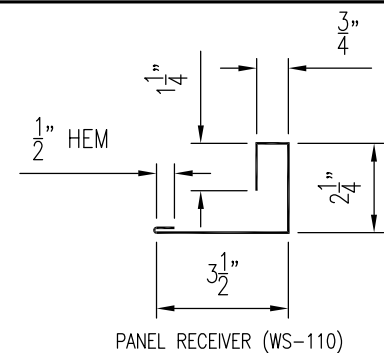 3/4"
1 1/4"
1/2" HEM
2 1/4"
3 1/2"
PANEL RECEIVER (WS-110)